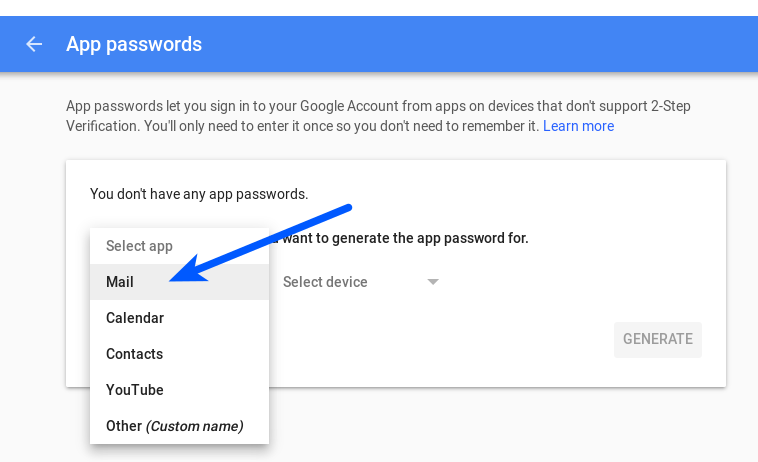 App passwords
App passwords let you sign in to your Google Account from apps on devices that don't support 2-Step
Verification. You'll only need to enter it once so you don't need to remember it. Learn more
You don't have any app passwords.
want to generate the app password for.
Select app
Mail
Select device
Calendar
GENERATE
Contacts
YouTube
Other (Custom name)